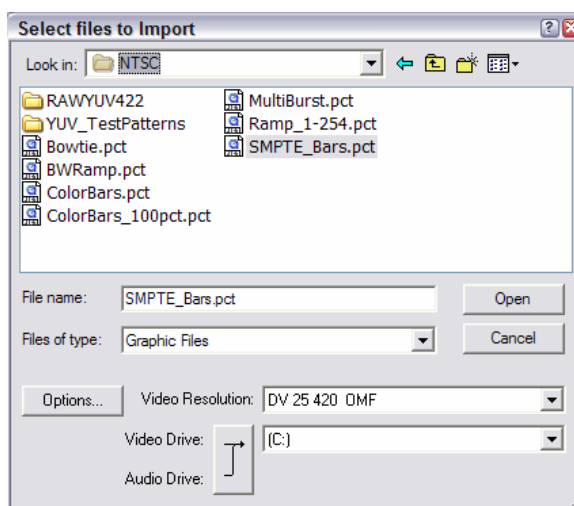 Select files to Import
Look in: NTSC
RAWYUV422
YUV_TestPatterns
Bowtie.pct
BWRamp.pct
ColorBars.pct
ColorBars_100pct.pct
MultiBurst.pct
Ramp_1-254.pct
SMPTE_Bars.pct
File name: SMPTE_Bars.pct Open
Files of type: Graphic Files Cancel
Options... Video Resolution: DV 25 420 OMF
Video Drive: (C:)
Audio Drive: